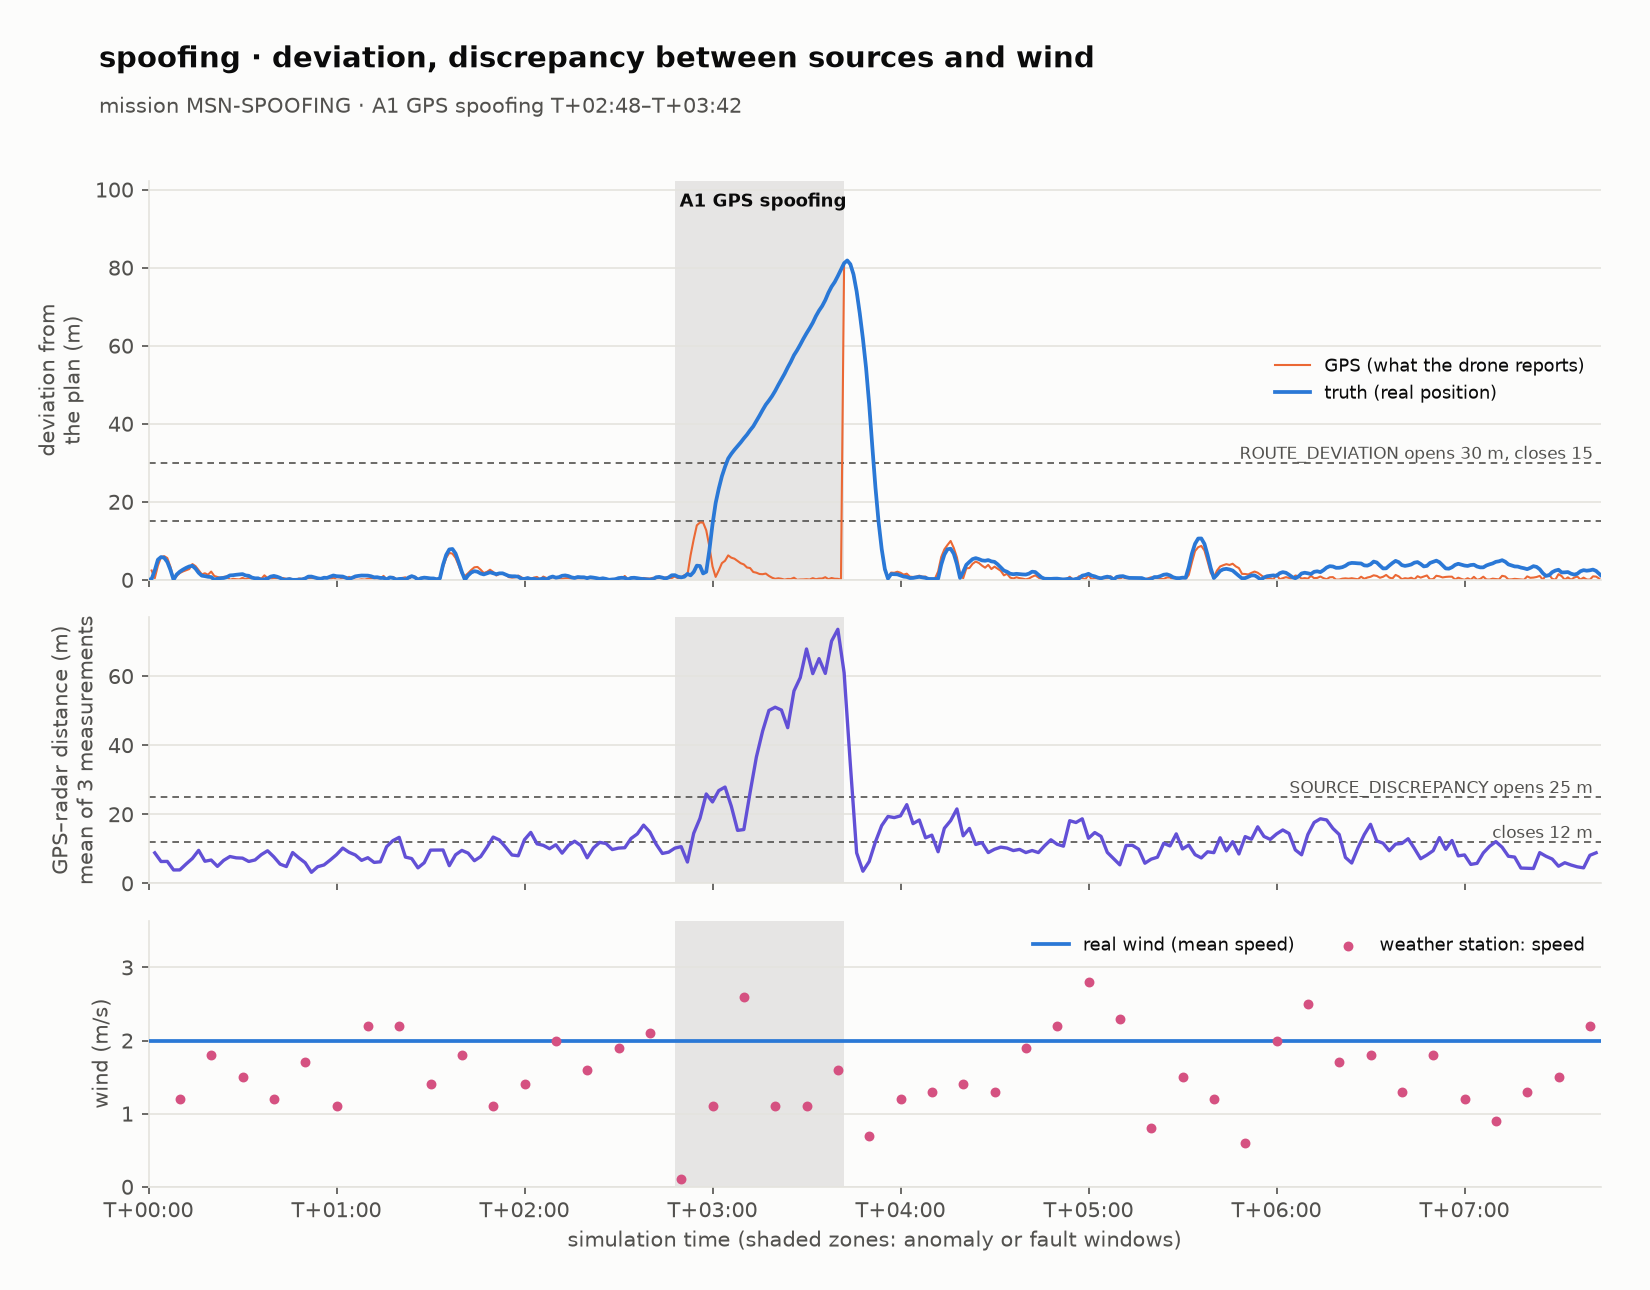 spoofing · deviation, discrepancy between sources and wind
mission MSN-SPOOFING · A1 GPS spoofing T+02:48–T+03:42
A1 GPS spoofing
100
80
60
40
20
0
deviation from
the plan (m)
GPS (what the drone reports)
truth (real position)
ROUTE_DEVIATION opens 30 m, closes 15
60
40
20
0
GPS–radar distance (m)
mean of 3 measurements
SOURCE_DISCREPANCY opens 25 m
closes 12 m
real wind (mean speed)
weather station: speed
3
2
1
0
wind (m/s)
T+00:00
T+01:00
T+02:00
T+03:00
T+04:00
T+05:00
T+06:00
T+07:00
simulation time (shaded zones: anomaly or fault windows)